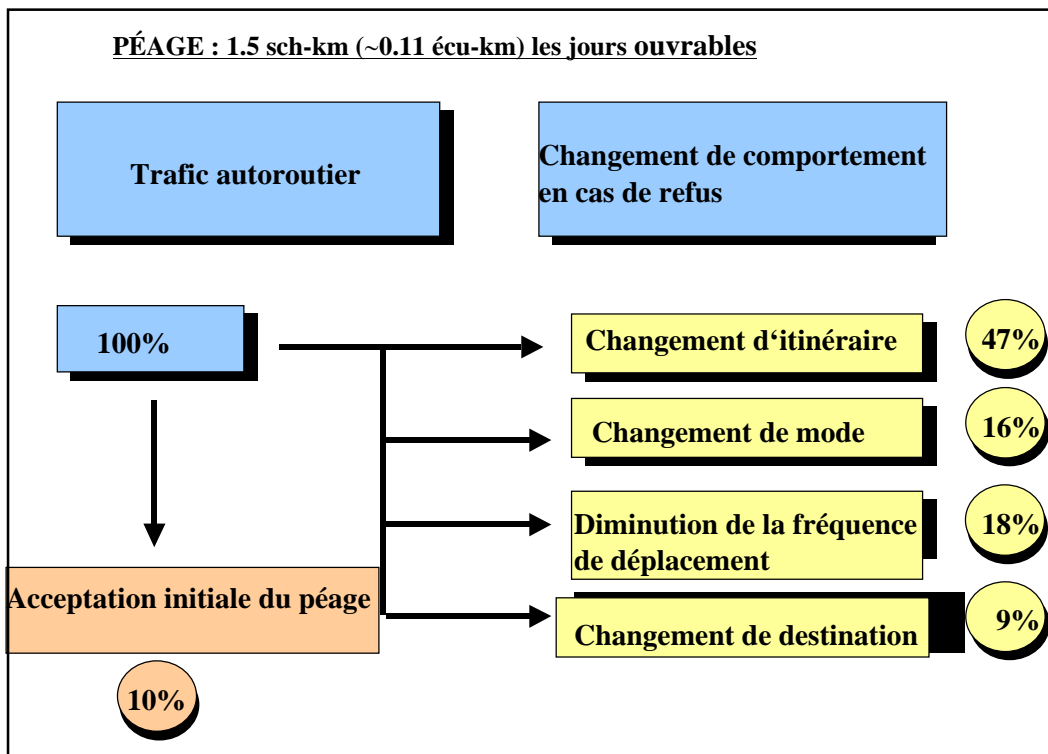 PÉAGE : 1.5 sch-km (~0.11 écu-km) les jours ouvrables
Trafic autoroutier
Changement de comportement
en cas de refus
100%
Changement d‘itinéraire
47%
Changement de mode
16%
Diminution de la fréquence
de déplacement
18%
Acceptation initiale du péage
10%
Changement de destination
9%